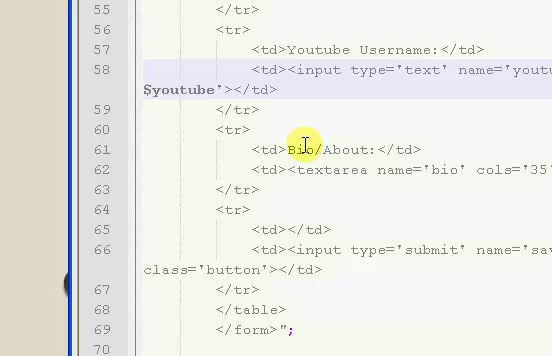 55 </tr>
56 <tr>
57 <td>Youtube Username:</td>
58 <td><input type='text' name='youtu
$youtube'></td>
59 </tr>
60 <tr>
61 <td>Bio/About:</td>
62 <td><textarea name='bio' cols='35'
63 </tr>
64 <tr>
65 <td></td>
66 <td><input type='submit' name='sav
class='button'></td>
67 </tr>
68 </table>
69 </form>";
70